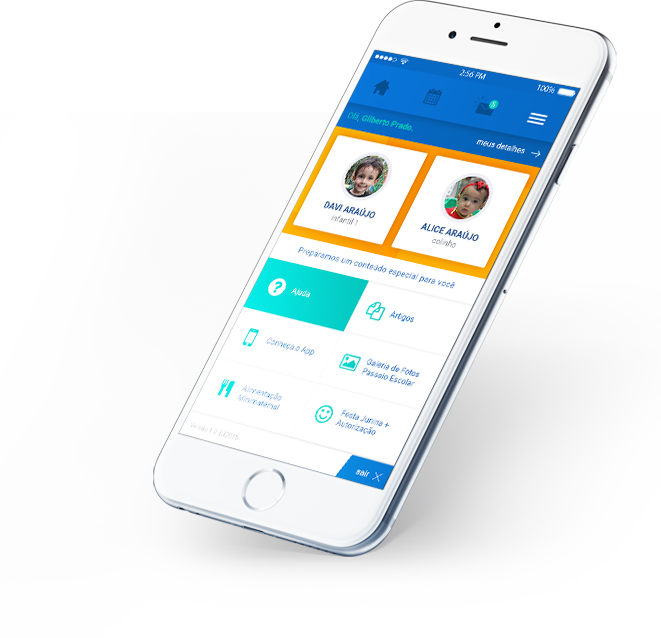 2:56 PM
100%
5
Olá, Gilberto Prado.
meus detalhes
DAVI ARAÚJO
infantil 1
ALICE ARAÚJO
colinho
Preparamos um conteúdo especial para você
Ajuda
Artigos
Conheça o App
Galeria de Fotos
Passeio Escolar
Alimentação
Minimaternal
Festa Junina +
Autorização
sair